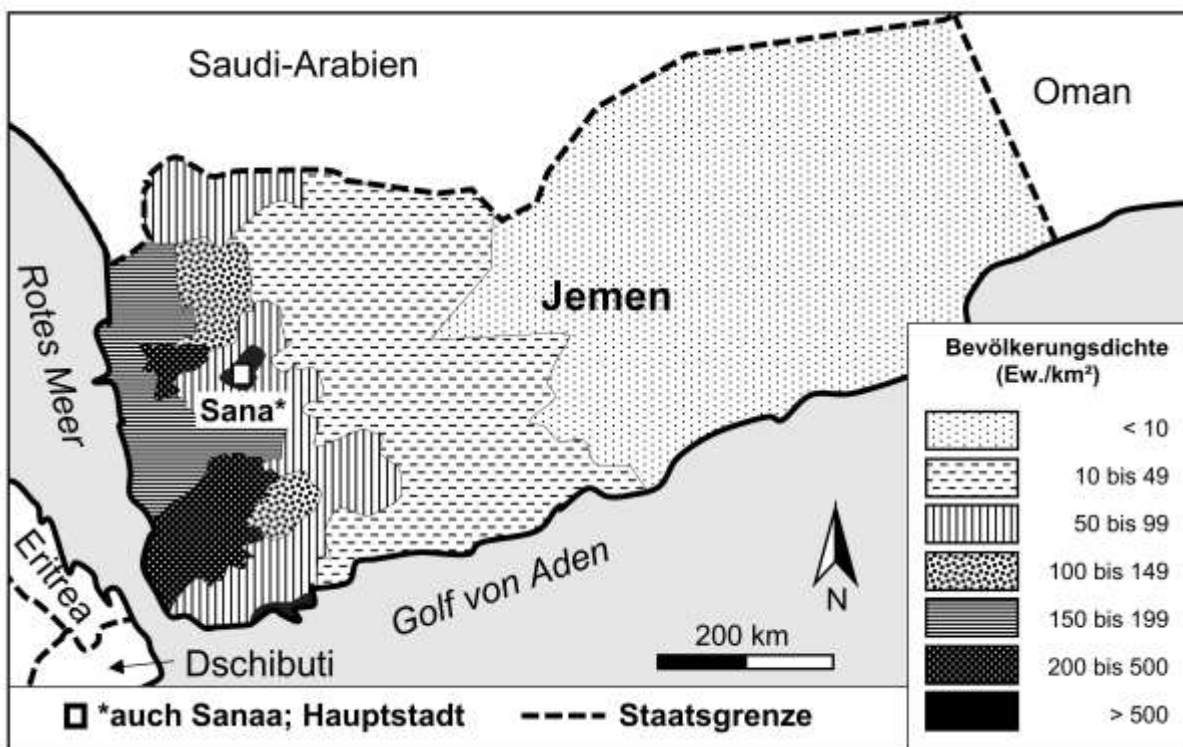 Saudi-Arabien
Oman
Rotes Meer
Jemen
Sana*
Eritrea
Golf von Aden
Dschibuti
N
200 km
Bevölkerungsdichte
(Ew./km²)
< 10
10 bis 49
50 bis 99
100 bis 149
150 bis 199
200 bis 500
> 500
*auch Sanaa; Hauptstadt
Staatsgrenze